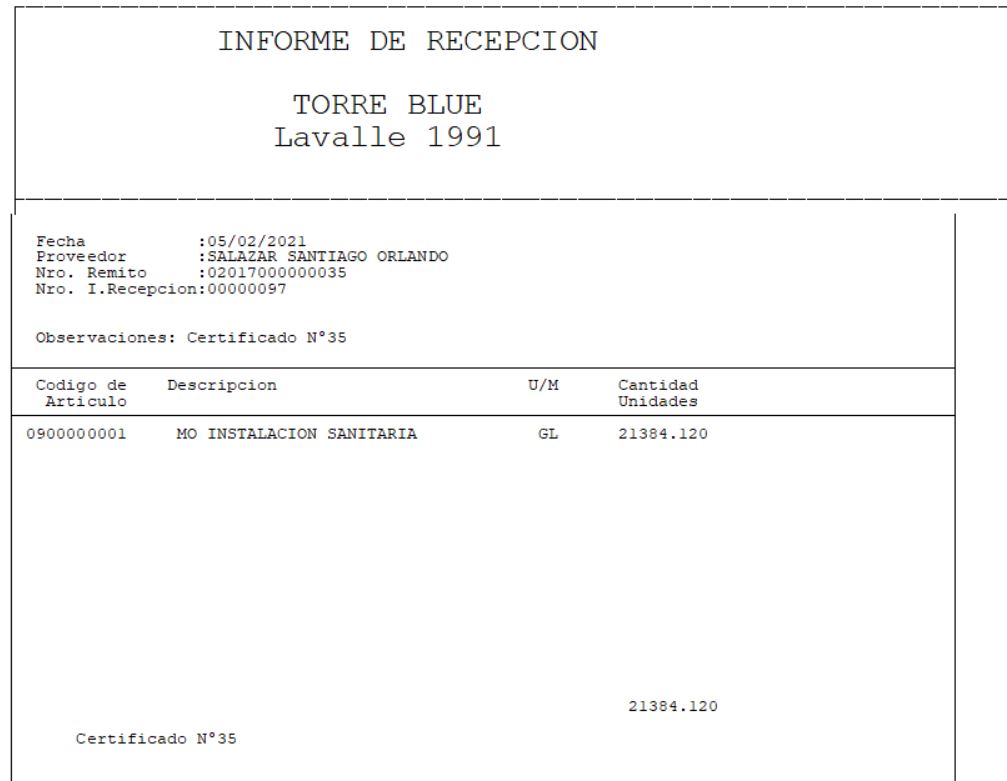 INFORME DE RECEPCION
TORRE BLUE
Lavalle 1991
Fecha :05/02/2021
Proveedor :SALAZAR SANTIAGO ORLANDO
Nro. Remito :02017000000035
Nro. I.Recepcion:00000097
Observaciones: Certificado N°35
Codigo de Descripcion U/M Cantidad
Articulo Unidades
0900000001 MO INSTALACION SANITARIA GL 21384.120
21384.120
Certificado N°35